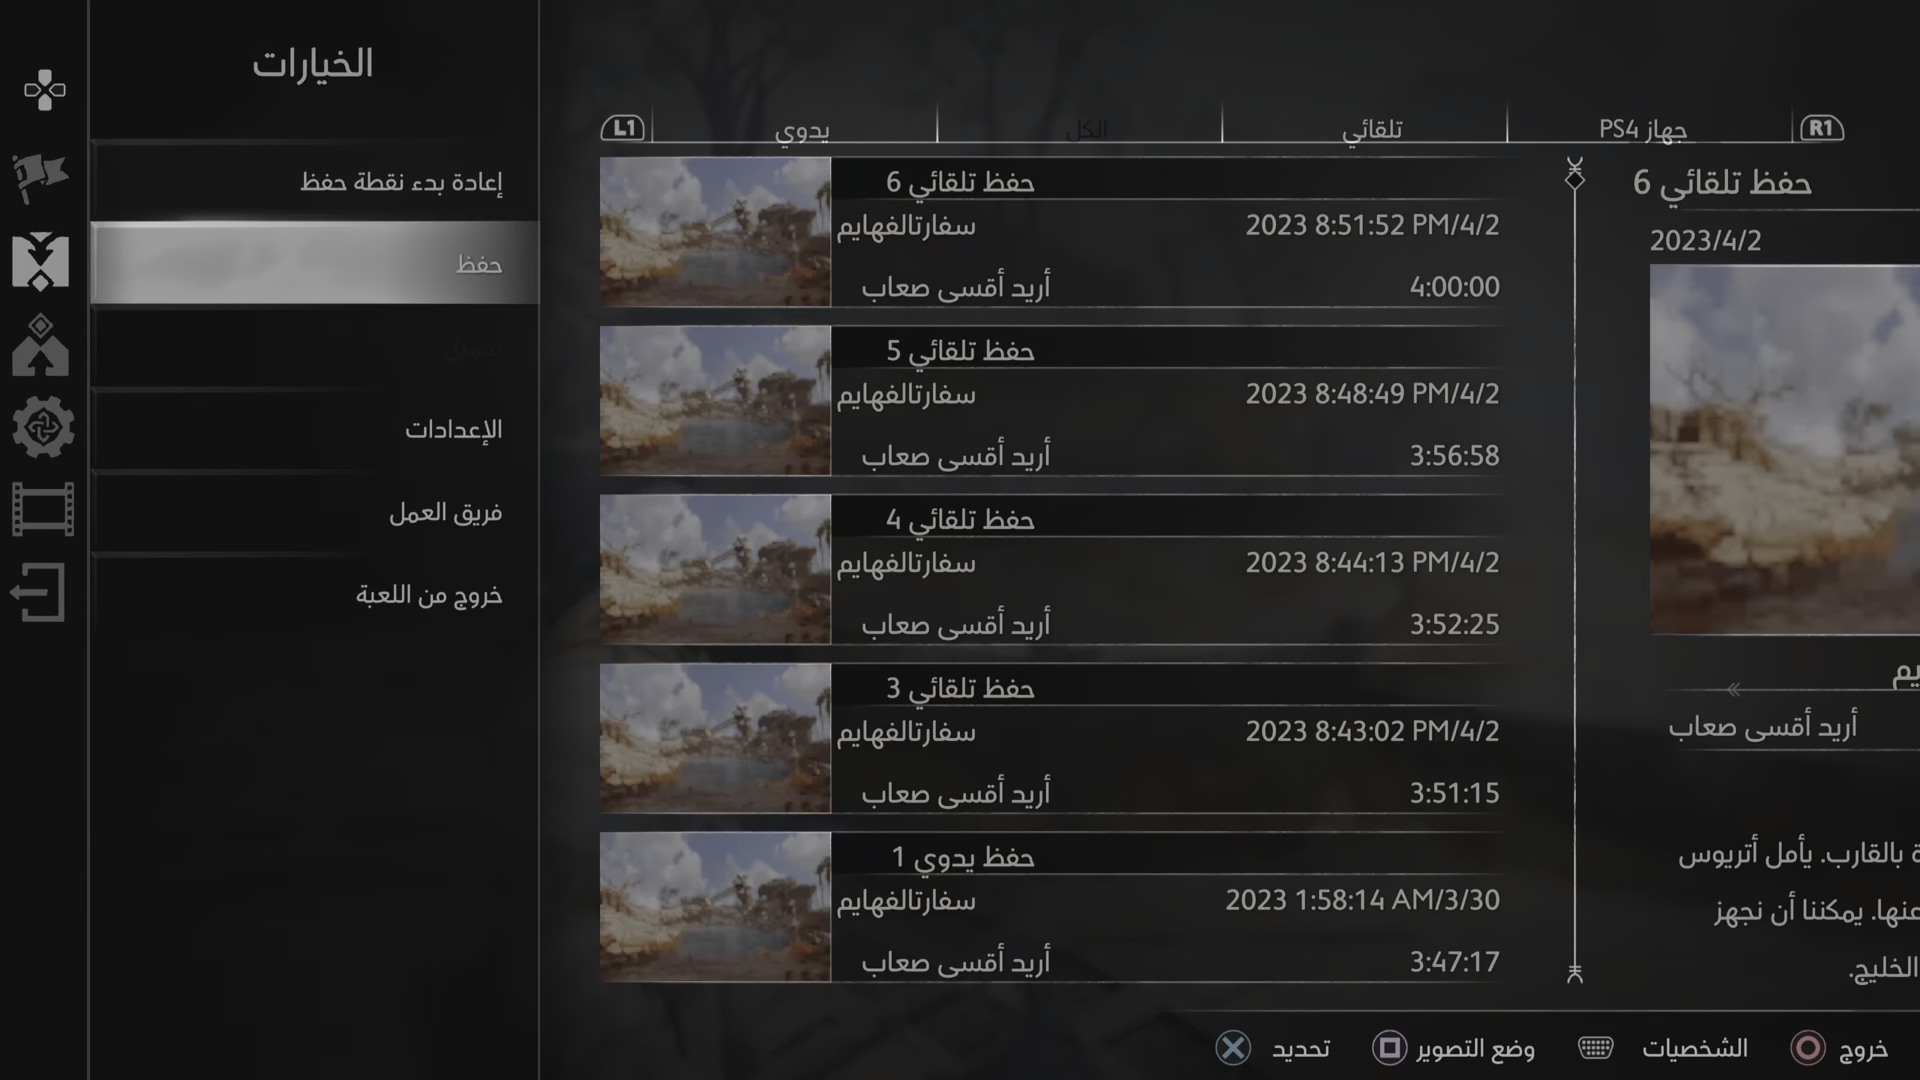 الخيارات
إعادة بدء نقطة حفظ
حفظ
تحميل
الإعدادات
فريق العمل
خروج من اللعبة
L1
يدوي
الكل
تلقائي
جهاز PS4
R1
حفظ تلقائي 6
سفارتالفهايم
2023 8:51:52 PM/4/2
أريد أقسى صعاب
4:00:00
حفظ تلقائي 5
سفارتالفهايم
2023 8:48:49 PM/4/2
أريد أقسى صعاب
3:56:58
حفظ تلقائي 4
سفارتالفهايم
2023 8:44:13 PM/4/2
أريد أقسى صعاب
3:52:25
حفظ تلقائي 3
سفارتالفهايم
2023 8:43:02 PM/4/2
أريد أقسى صعاب
3:51:15
حفظ يدوي 1
سفارتالفهايم
2023 1:58:14 AM/3/30
أريد أقسى صعاب
3:47:17
حفظ تلقائي 6
2023/4/2
يم
أريد أقسى صعاب
ة بالقارب. يأمل أتريوس
عنها. يمكننا أن نجهز
الخليج.
تحديد
وضع التصوير
الشخصيات
خروج